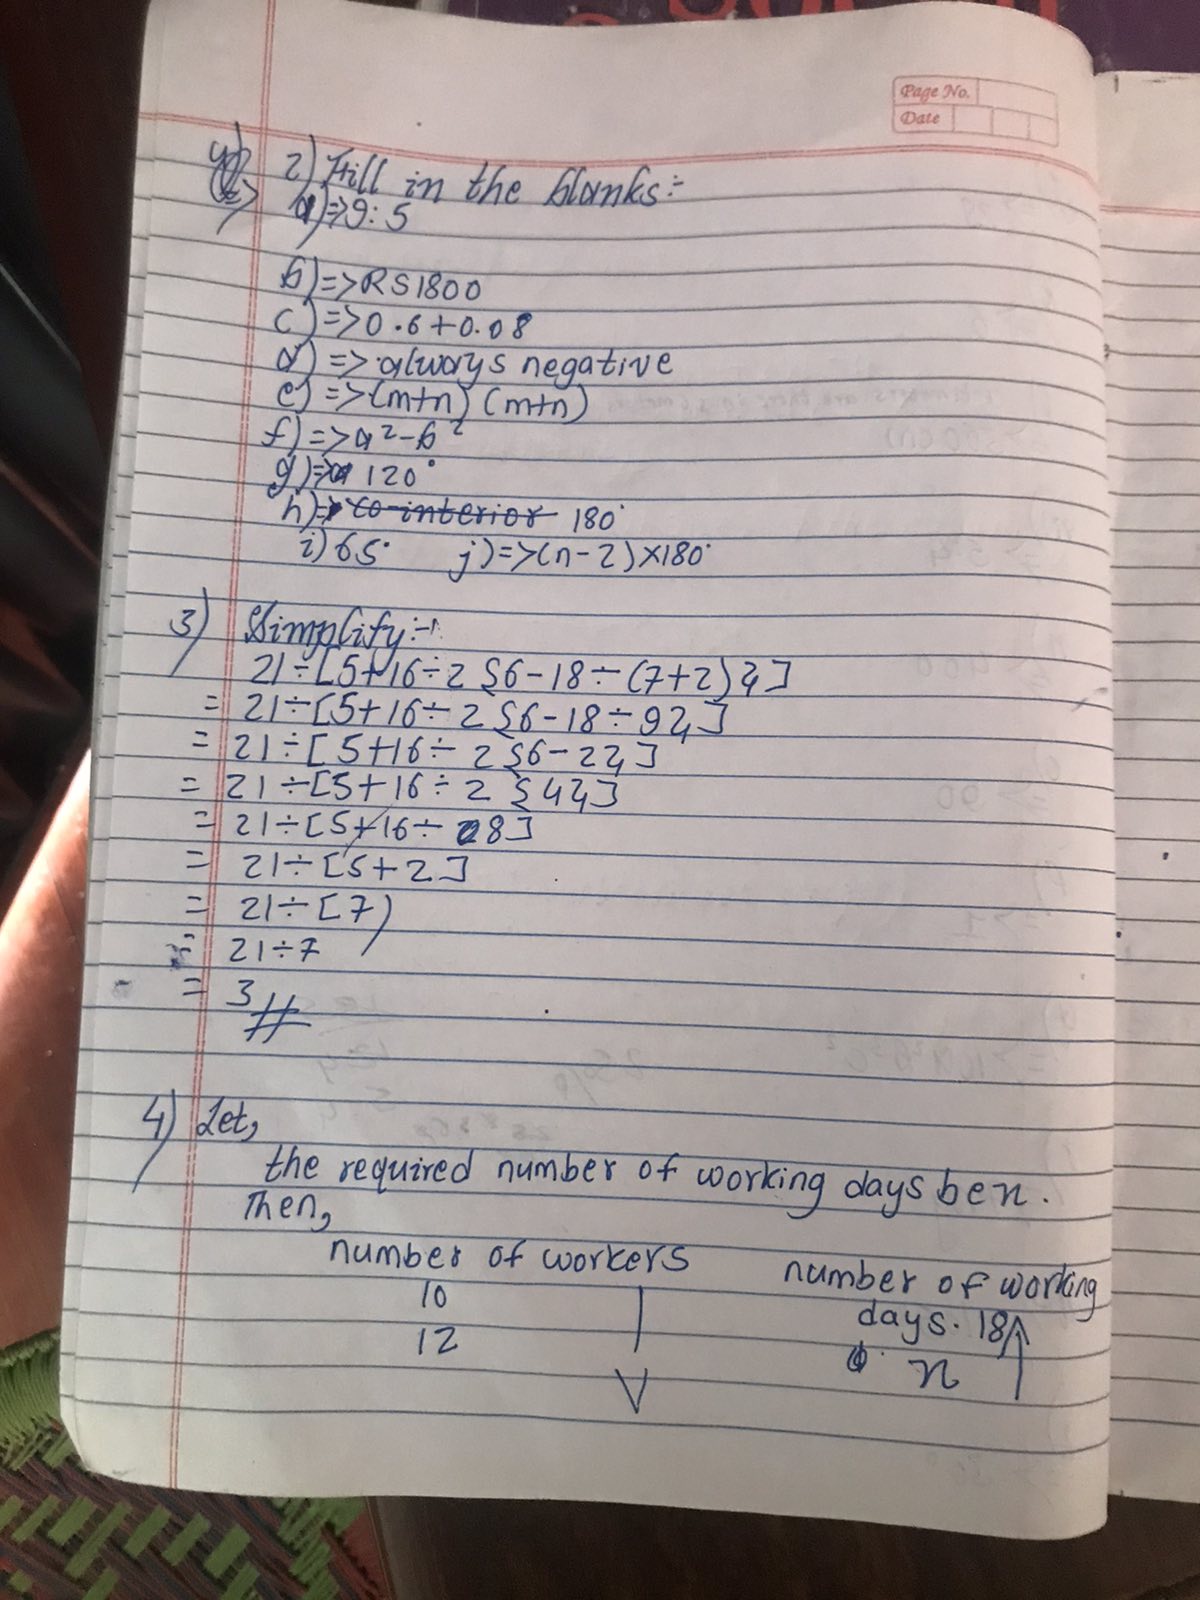 Page No.
Date
2) Fill in the blanks:-
a) => 9:5
b) => RS 1800
c) => 0.6+0.08
d) => always negative
e) => (m+n) (m+n)
f) => a²-b²
g) => 120°
h) => co-interior 180°
i) 65° j) => (n-2)×180°
3) Simplify:-
21÷[5+16÷2{6-18÷(7+2)}]
= 21÷[5+16÷2{6-18÷9}]
= 21÷[5+16÷2{6-2}]
= 21÷[5+16÷2{4}]
= 21÷[5+16÷8]
= 21÷[5+2]
= 21÷[7)
= 21÷7
= 3
4) Let,
the required number of working days be x.
Then,
number of workers number of working
10 days. 18
12 x